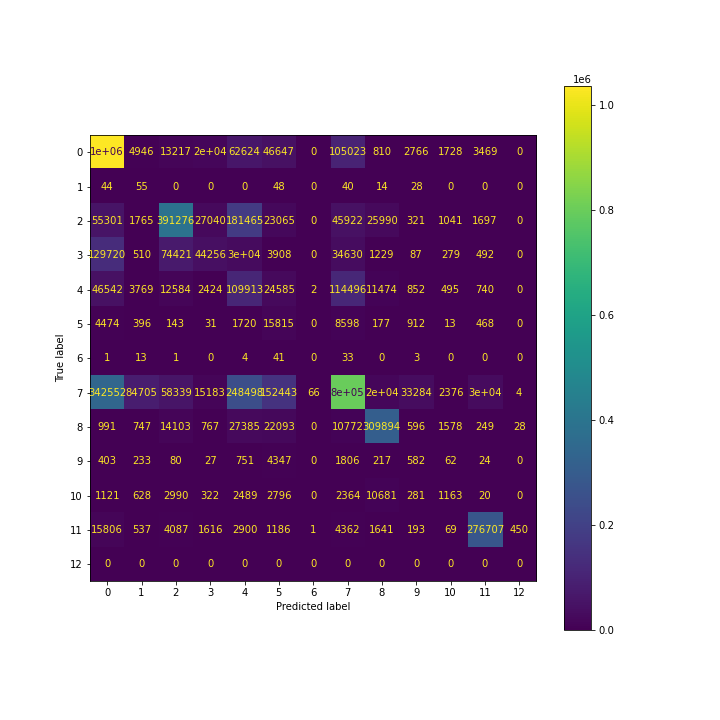 1e6
0 1e+06 4946 13217 2e+04 62624 46647 0 105023 810 2766 1728 3469 0 1.0
1 44 55 0 0 0 48 0 40 14 28 0 0 0
2 55301 1765 391276 27040 181465 23065 0 45922 25990 321 1041 1697 0 0.8
3 129720 510 74421 44256 3e+04 3908 0 34630 1229 87 279 492 0
4 46542 3769 12584 2424 109913 24585 2 114496 11474 852 495 740 0 0.6
5 4474 396 143 31 1720 15815 0 8598 177 912 13 468 0
6 1 13 1 0 4 41 0 33 0 3 0 0 0
True label
7 342552 84705 58339 15183 248498 152443 66 8e+05 2e+04 33284 2376 3e+04 4 0.4
8 991 747 14103 767 27385 22093 0 10772 309894 596 1578 249 28
9 403 233 80 27 751 4347 0 1806 217 582 62 24 0
10 1121 628 2990 322 2489 2796 0 2364 10681 281 1163 20 0 0.2
11 15806 537 4087 1616 2900 1186 1 4362 1641 193 69 276707 450
12 0 0 0 0 0 0 0 0 0 0 0 0 0
0 1 2 3 4 5 6 7 8 9 10 11 12
Predicted label
0.0